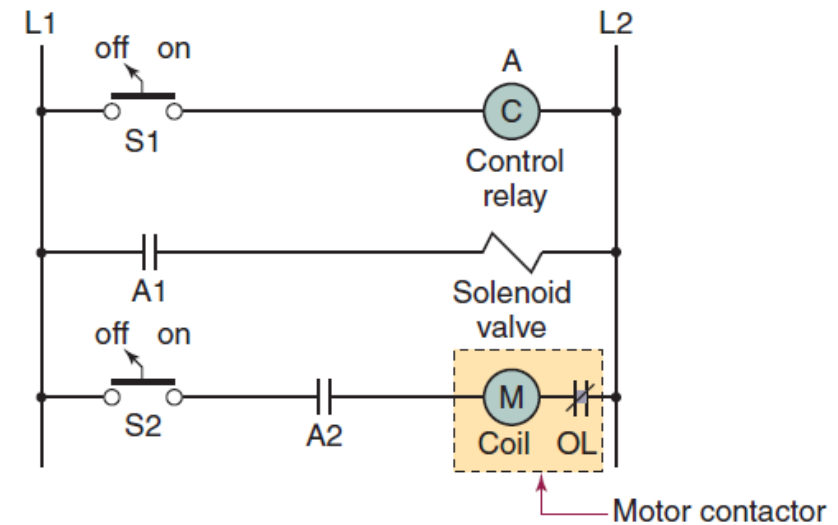 L1 L2
off on
A
C
S1
Control
relay
A1
Solenoid
valve
off on
M
S2
A2
Coil OL
Motor contactor